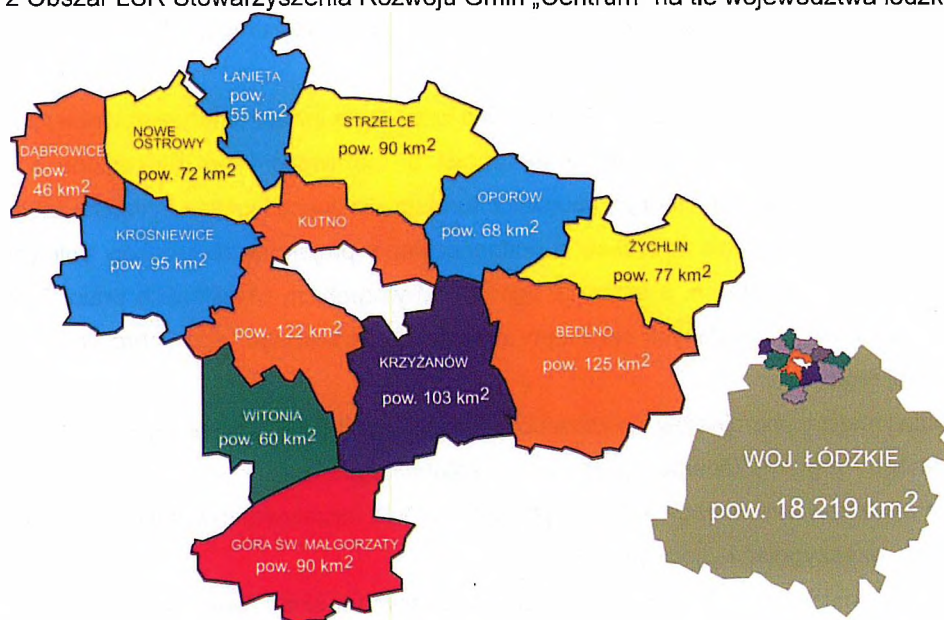 2 Obszar LSR Stowarzyszenia Rozwoju Gmin „Centrum” na tle województwa łódzk
ŁANIĘTA
pow.
55 km²
STRZELCE
pow. 90 km²
NOWE
OSTROWY
pow. 72 km²
DĄBROWICE
pow.
46 km²
OPORÓW
pow. 68 km²
KUTNO
pow. 122 km²
KROŚNIEWICE
pow. 95 km²
ŻYCHLIN
pow. 77 km²
BEDLNO
pow. 125 km²
KRZYŻANÓW
pow. 103 km²
WITONIA
pow. 60 km²
GÓRA ŚW. MAŁGORZATY
pow. 90 km²
WOJ. ŁÓDZKIE
pow. 18 219 km²